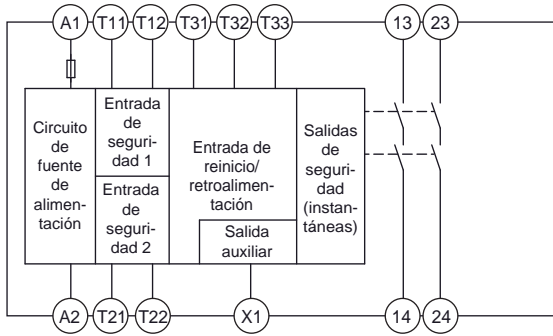 A1 T11 T12 T31 T32 T33 13 23
Circuito
de
fuente
de
alimen-
tación
Entrada
de
seguri-
dad 1
Entrada
de
seguri-
dad 2
Entrada de
reinicio/
retroalimen-
tación
Salida
auxiliar
Salidas
de
seguri-
dad
(instan-
táneas)
A2 T21 T22 X1 14 24